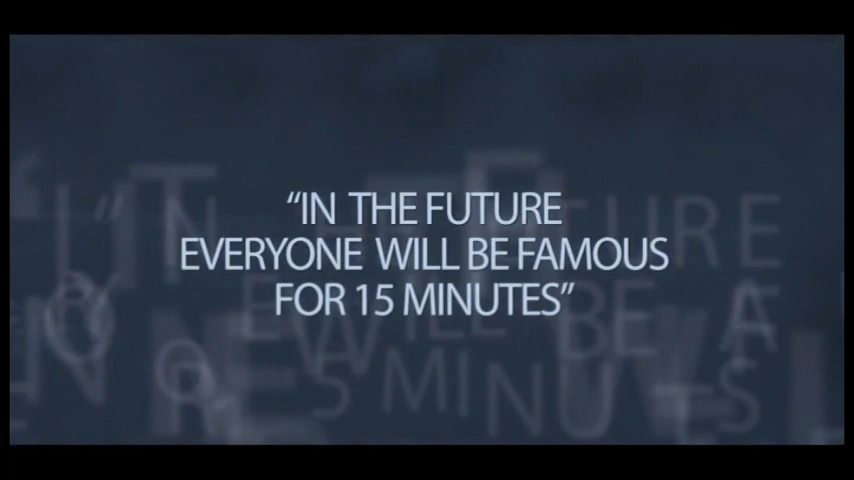 “IN THE FUTURE
EVERYONE WILL BE FAMOUS
FOR 15 MINUTES”